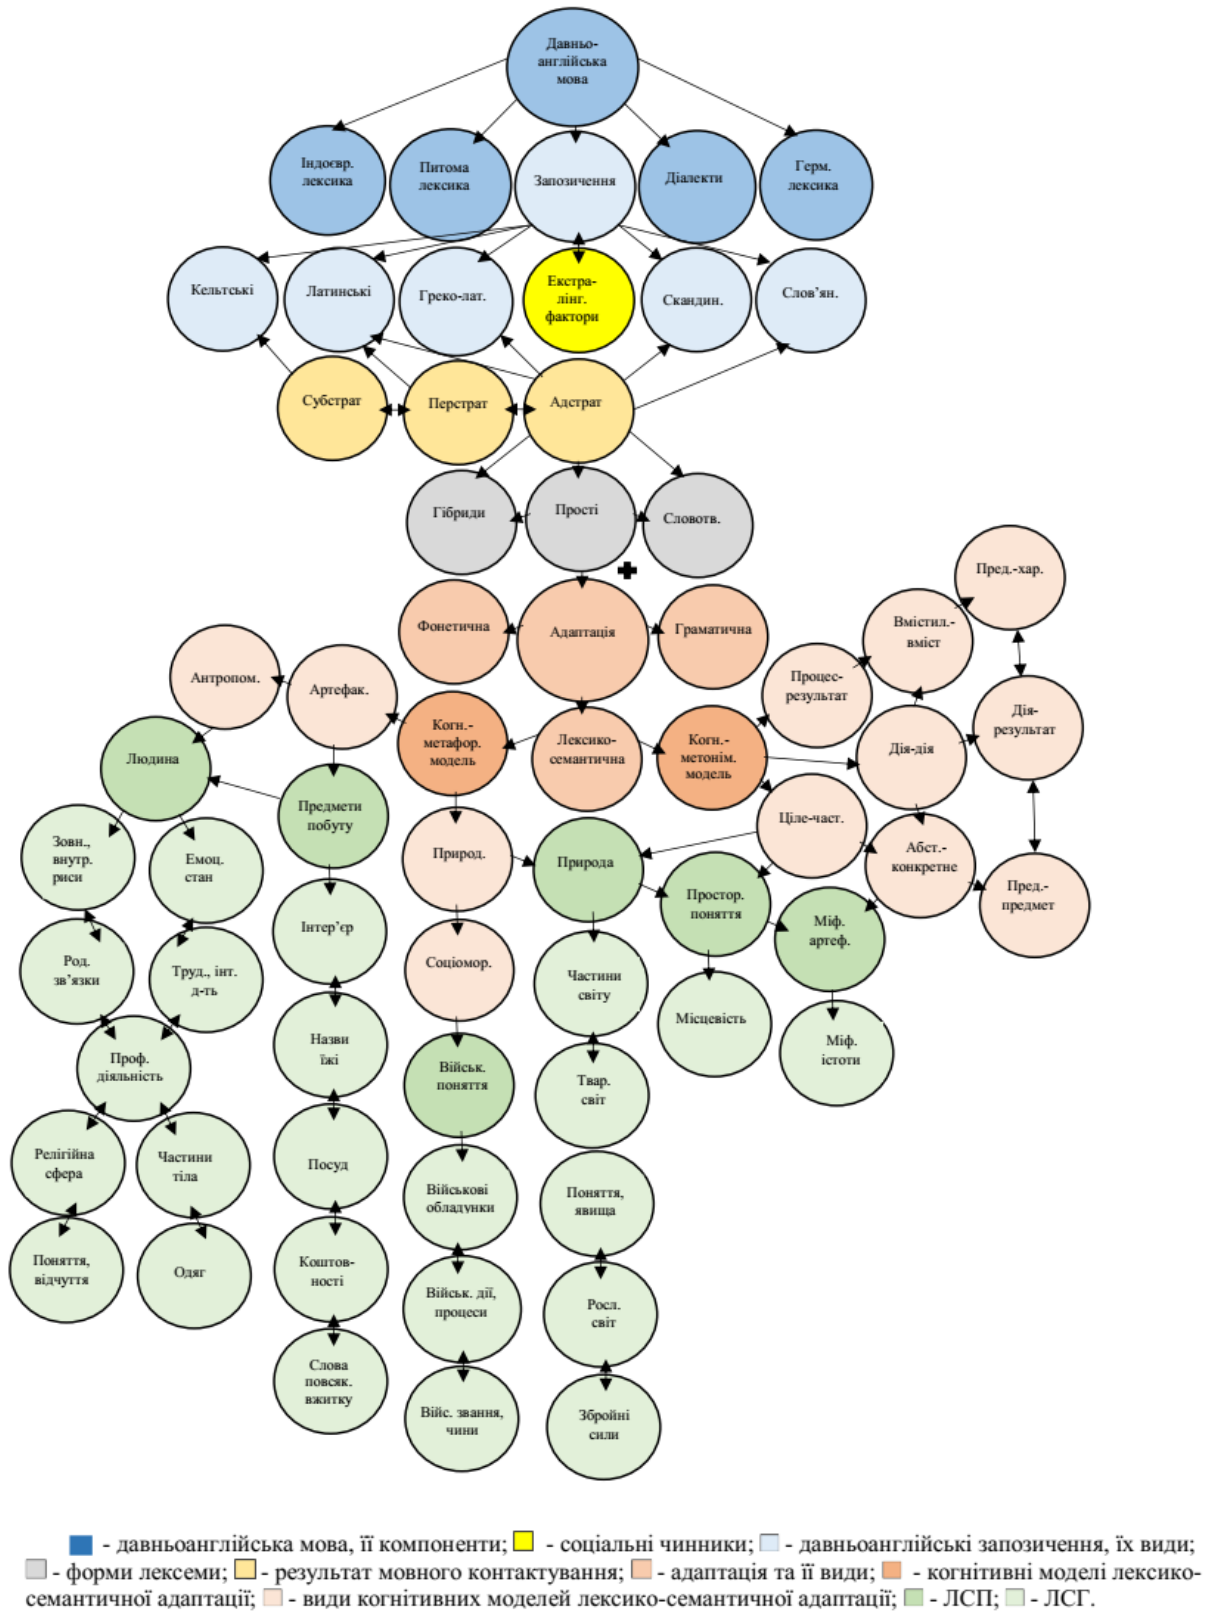 Давньо-
англійська
мова
Індоєвр.
лексика
Питома
лексика
Запозичення
Діалекти
Герм.
лексика
Кельтські
Латинські
Греко-лат.
Екстра-
лінг.
фактори
Скандин.
Слов’ян.
Субстрат
Перстрат
Адстрат
Гібриди
Прості
Словотв.
Фонетична
Адаптація
Граматична
Пред.-хар.
Вмістил.-
вміст
Процес-
результат
Дія-
результат
Дія-дія
Антропом.
Артефак.
Когн.-
метафор.
модель
Лексико-
семантична
Когн.-
метонім.
модель
Людина
Предмети
побуту
Природ.
Природа
Ціле-част.
Абст.-
конкретне
Пред.-
предмет
Простор.
поняття
Міф.
артеф.
Зовн.,
внутр.
риси
Емоц.
стан
Інтер’єр
Соціомор.
Частини
світу
Місцевість
Міф.
істоти
Род.
зв’язки
Труд., інт.
д-ть
Назви
їжі
Військ.
поняття
Твар.
світ
Проф.
діяльність
Релігійна
сфера
Частини
тіла
Посуд
Військові
обладунки
Поняття,
явища
Поняття,
відчуття
Одяг
Коштов-
ності
Військ. дії,
процеси
Росл.
світ
Слова
повсяк.
вжитку
Війс. звання,
чини
Збройні
сили
- давньоанглійська мова, її компоненти; - соціальні чинники; - давньоанглійські запозичення, їх види;
- форми лексеми; - результат мовного контактування; - адаптація та її види; - когнітивні моделі лексико-
семантичної адаптації; - види когнітивних моделей лексико-семантичної адаптації; - ЛСП; - ЛСГ.